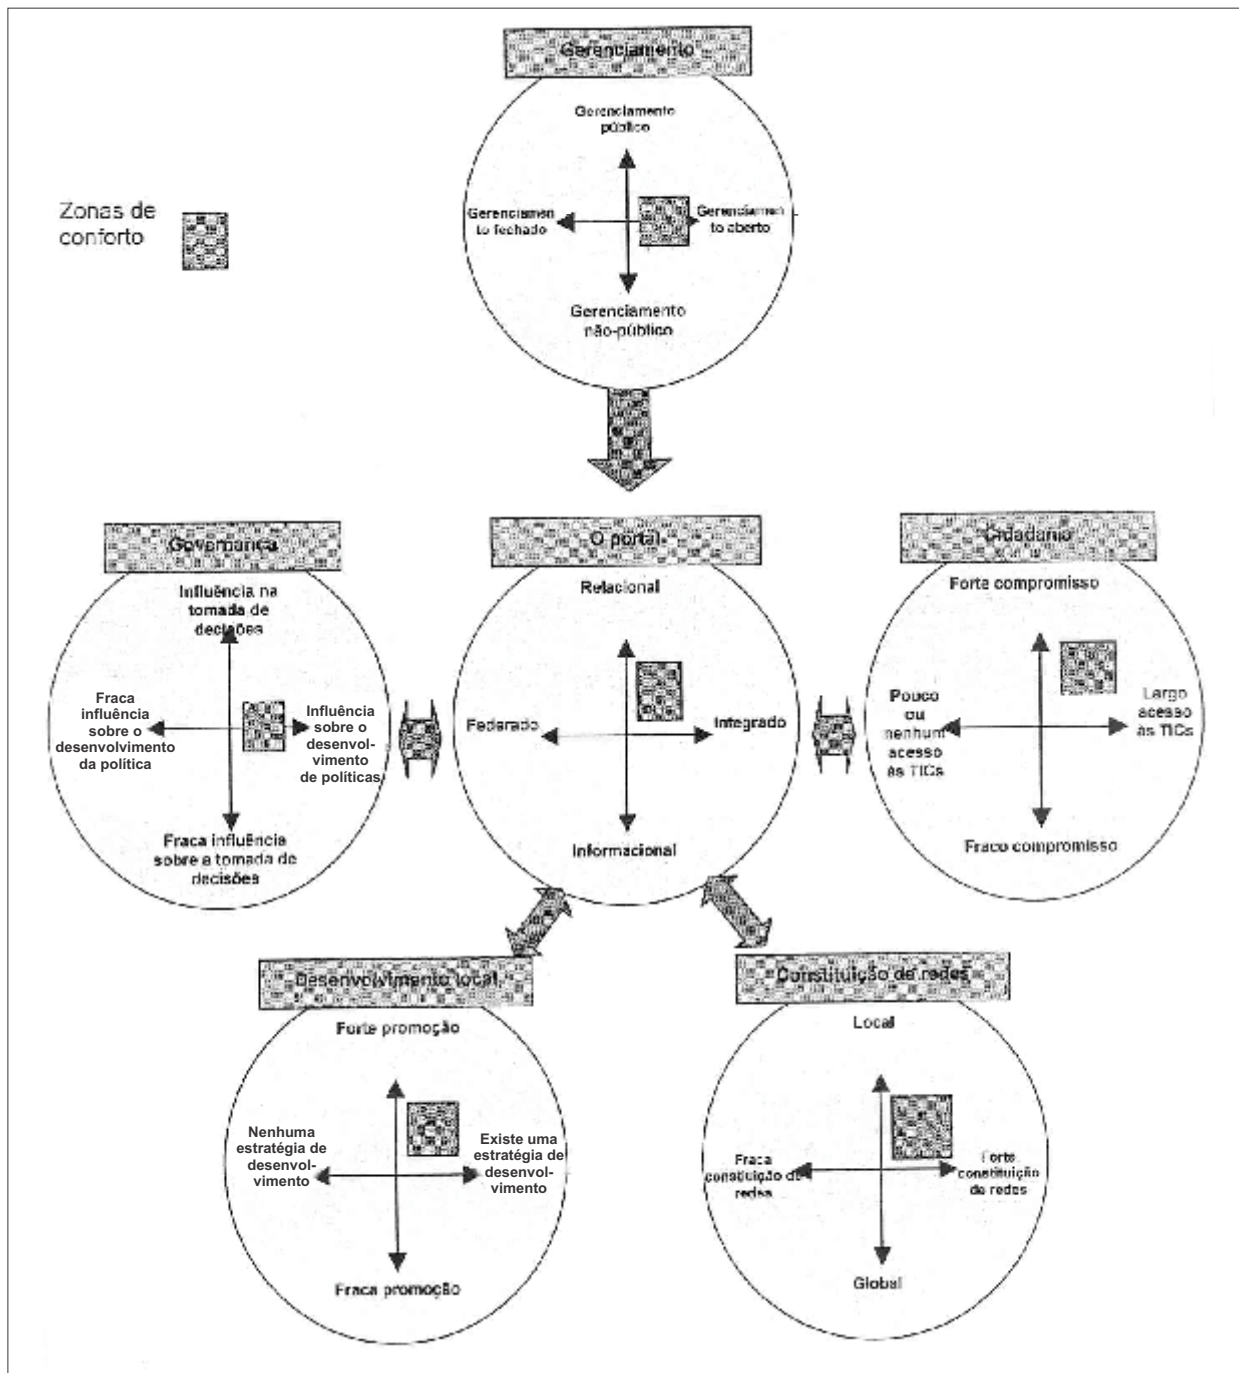 Gerenciamento
Gerenciamento
público
Zonas de
conforto
Gerenciamen
to fechado
Gerenciamen
to aberto
Gerenciamento
não-público
Governança
Influência na
tomada de
decisões
Fraca
influência
sobre o
desenvolvimento
da política
Influência
sobre o
desenvol-
vimento
de políticas
Fraca influência
sobre a tomada de
decisões
O portal
Relacional
Federado
Integrado
Informacional
Cidadania
Forte compromisso
Pouco
ou
nenhum
acesso
às TICs
Largo
acesso
às TICs
Fraco compromisso
Desenvolvimento local
Forte promoção
Nenhuma
estratégia de
desenvol-
vimento
Existe uma
estratégia de
desenvol-
vimento
Fraca promoção
Constituição de redes
Local
Fraca
constituição de
redes
Forte
constituição
de redes
Global